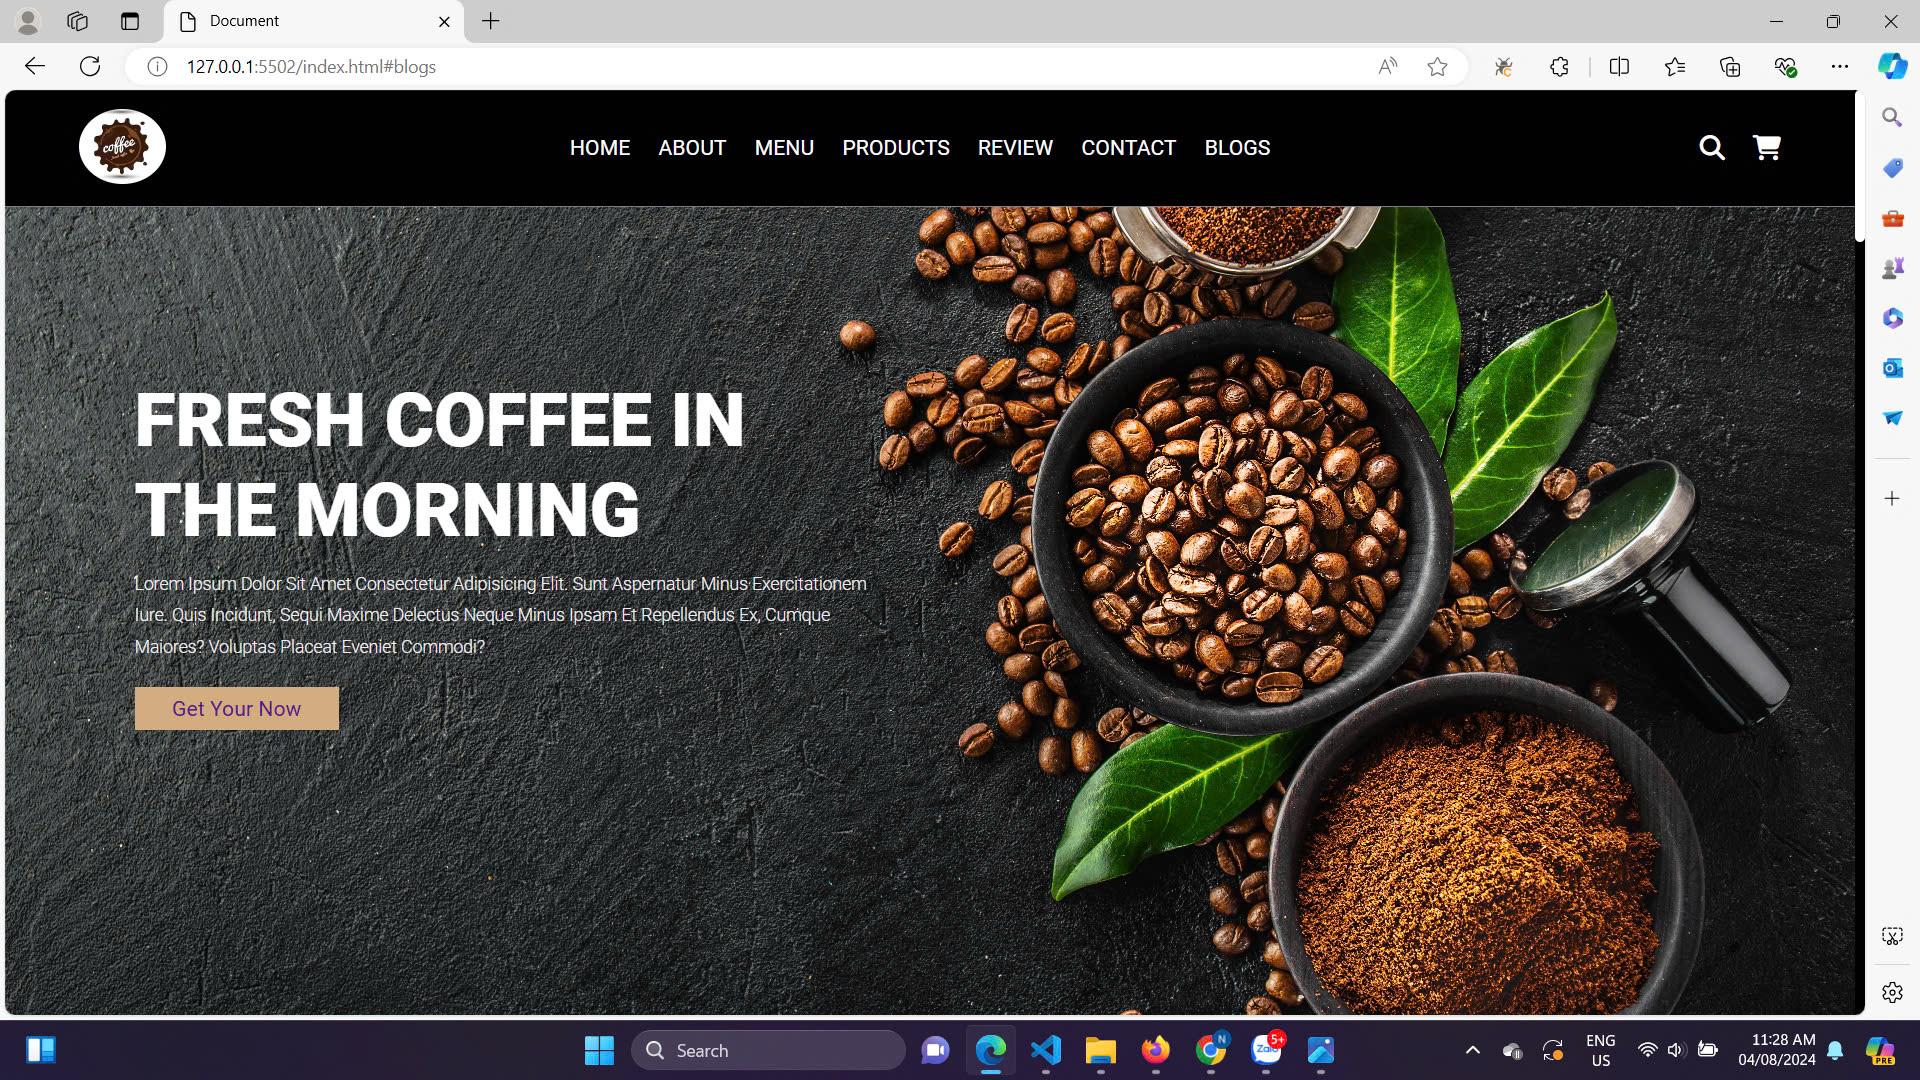 Document
127.0.0.1:5502/index.html#blogs
coffee
HOME ABOUT MENU PRODUCTS REVIEW CONTACT BLOGS
FRESH COFFEE IN
THE MORNING
Lorem Ipsum Dolor Sit Amet Consectetur Adipisicing Elit. Sunt Aspernatur Minus Exercitationem
Iure. Quis Incidunt, Sequi Maxime Delectus Neque Minus Ipsam Et Repellendus Ex, Cumque
Maiores? Voluptas Placeat Eveniet Commodi?
Get Your Now
Search
N
Zalo
5+
ENG
US
11:28 AM
04/08/2024
PRE